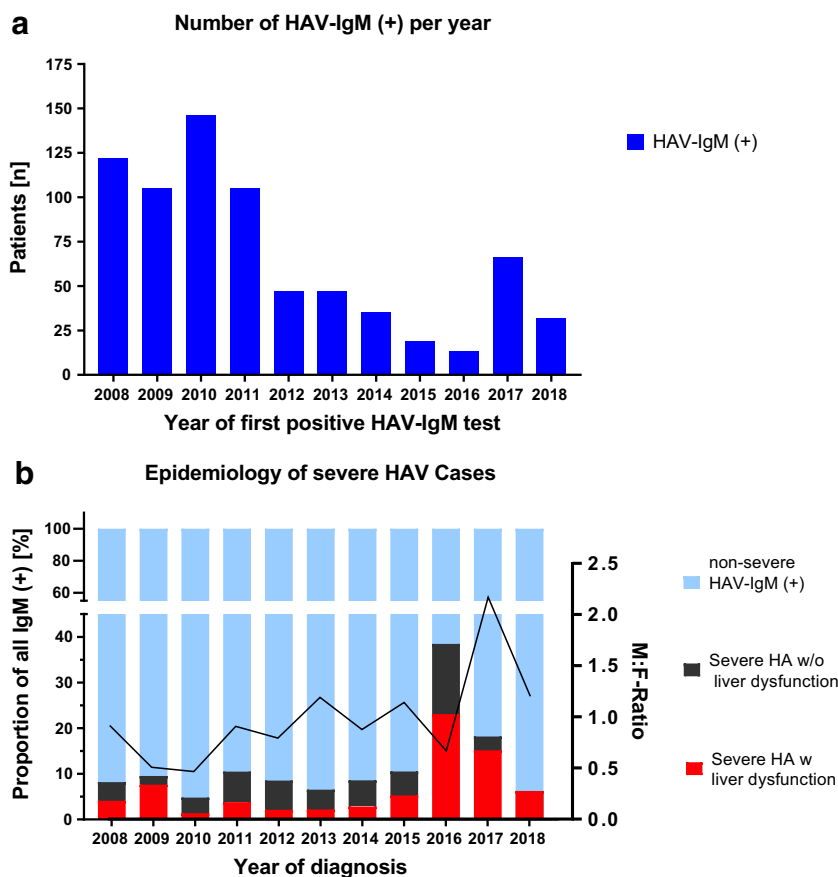 a
Number of HAV-IgM (+) per year
175
150
125
100
75
50
25
0
Patients [n]
2008 2009 2010 2011 2012 2013 2014 2015 2016 2017 2018
Year of first positive HAV-IgM test
HAV-IgM (+)
b
Epidemiology of severe HAV Cases
100
80
60
40
30
20
10
0
Proportion of all IgM (+) [%]
2.5
2.0
1.5
1.0
0.5
0.0
M:F-Ratio
2008 2009 2010 2011 2012 2013 2014 2015 2016 2017 2018
Year of diagnosis
non-severe
HAV-IgM (+)
Severe HA w/o
liver dysfunction
Severe HA w
liver dysfunction